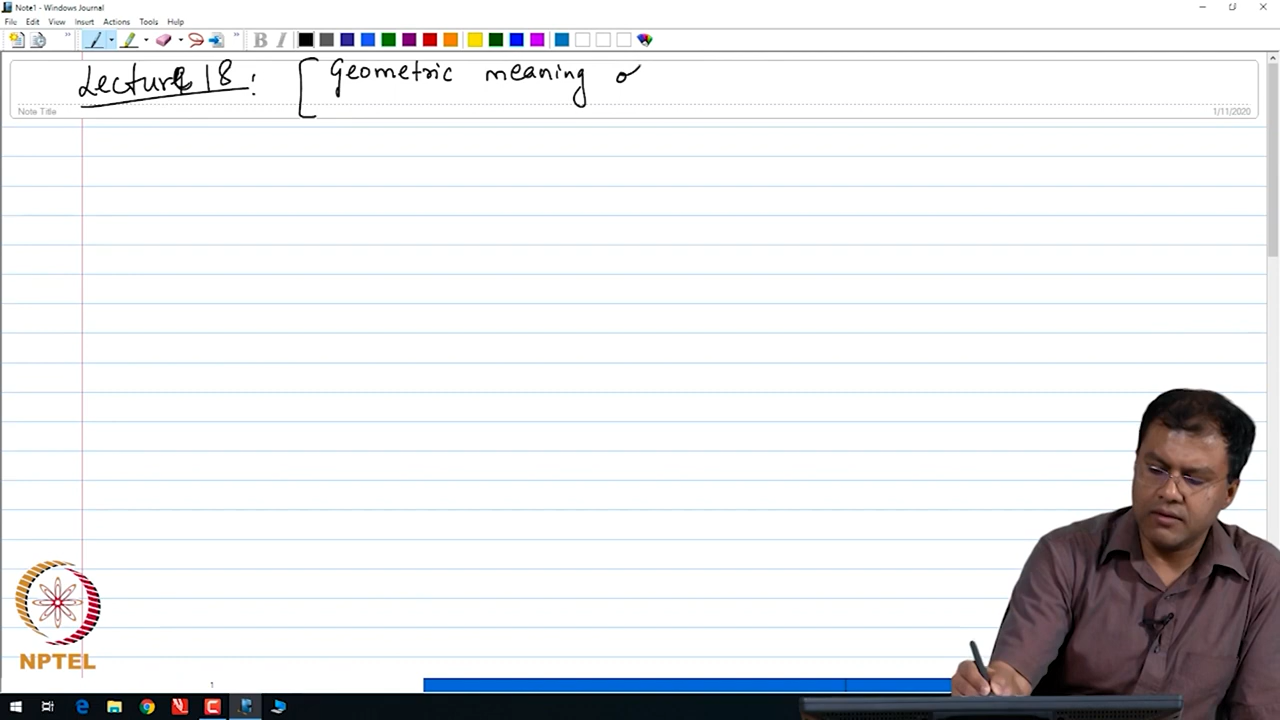 Note1 - Windows Journal
File Edit View Insert Actions Tools Help
B I
Lecture 18: [ Geometric meaning o
Note Title
1/11/2020
NPTEL
1